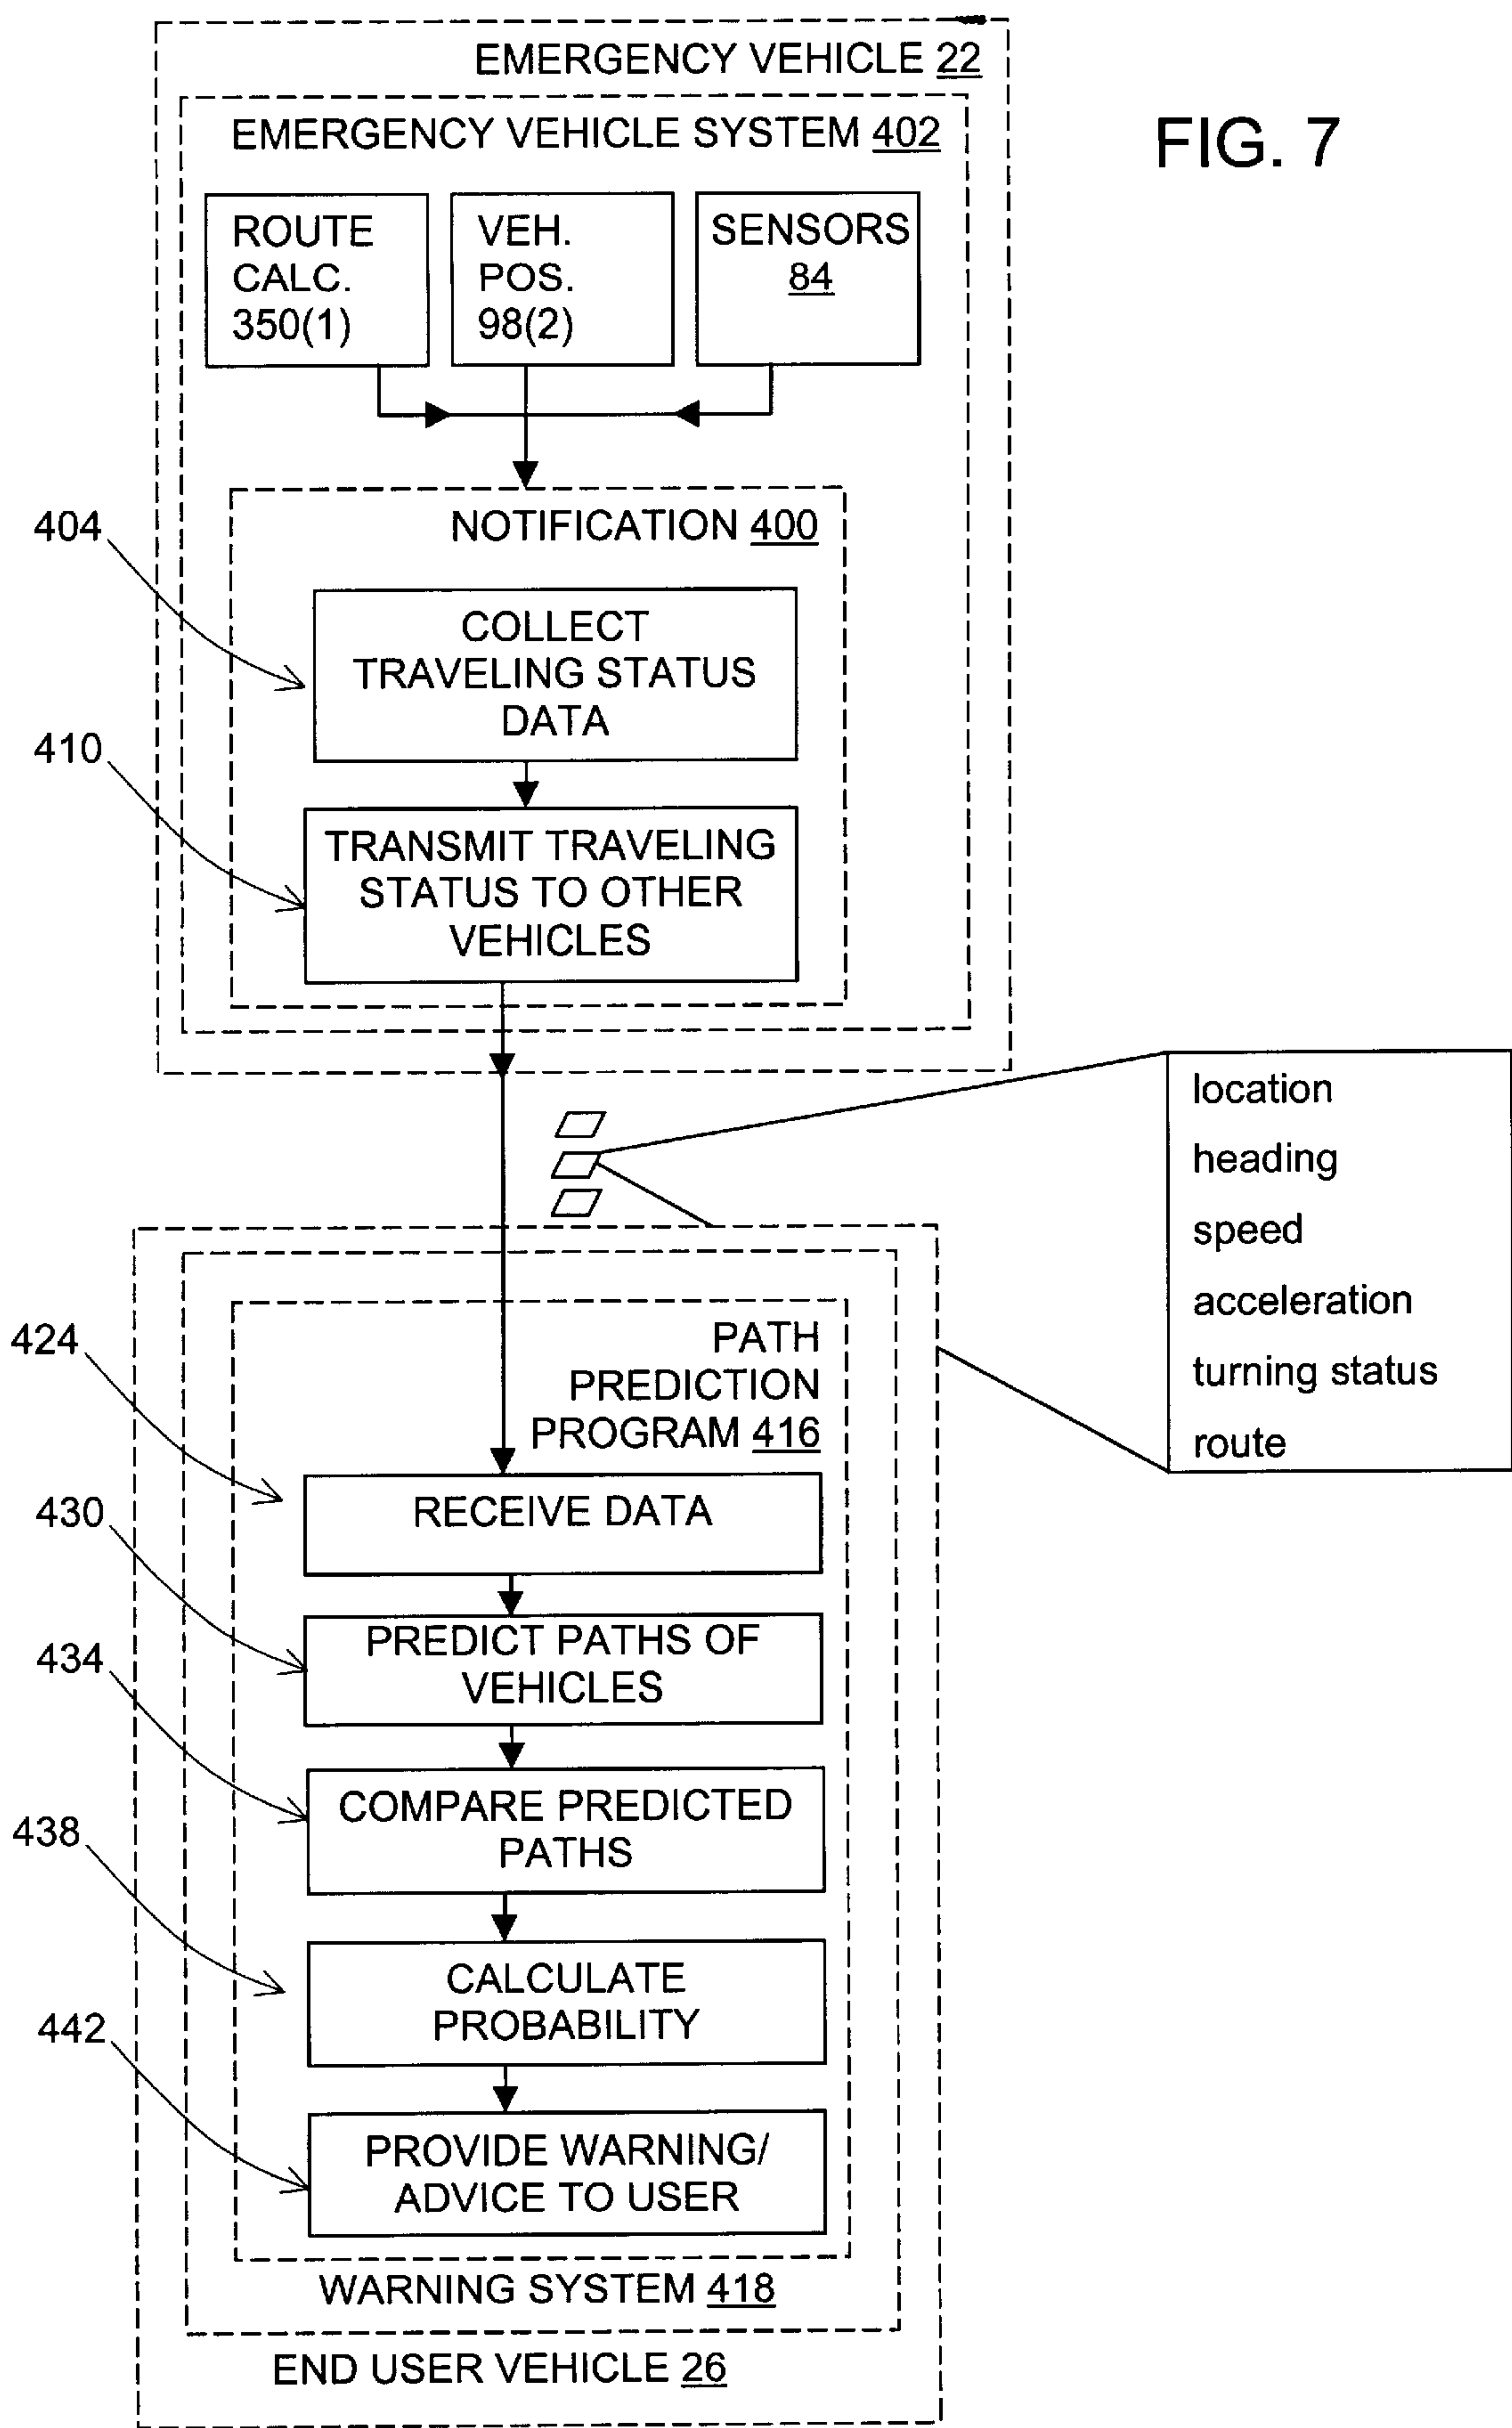 EMERGENCY VEHICLE 22
EMERGENCY VEHICLE SYSTEM 402
FIG. 7
ROUTE
CALC.
350(1)
VEH.
POS.
98(2)
SENSORS
84
NOTIFICATION 400
404
COLLECT
TRAVELING STATUS
DATA
410
TRANSMIT TRAVELING
STATUS TO OTHER
VEHICLES
location
heading
speed
acceleration
turning status
route
PATH
PREDICTION
PROGRAM 416
424
RECEIVE DATA
430
PREDICT PATHS OF
VEHICLES
434
COMPARE PREDICTED
PATHS
438
CALCULATE
PROBABILITY
442
PROVIDE WARNING/
ADVICE TO USER
WARNING SYSTEM 418
END USER VEHICLE 26